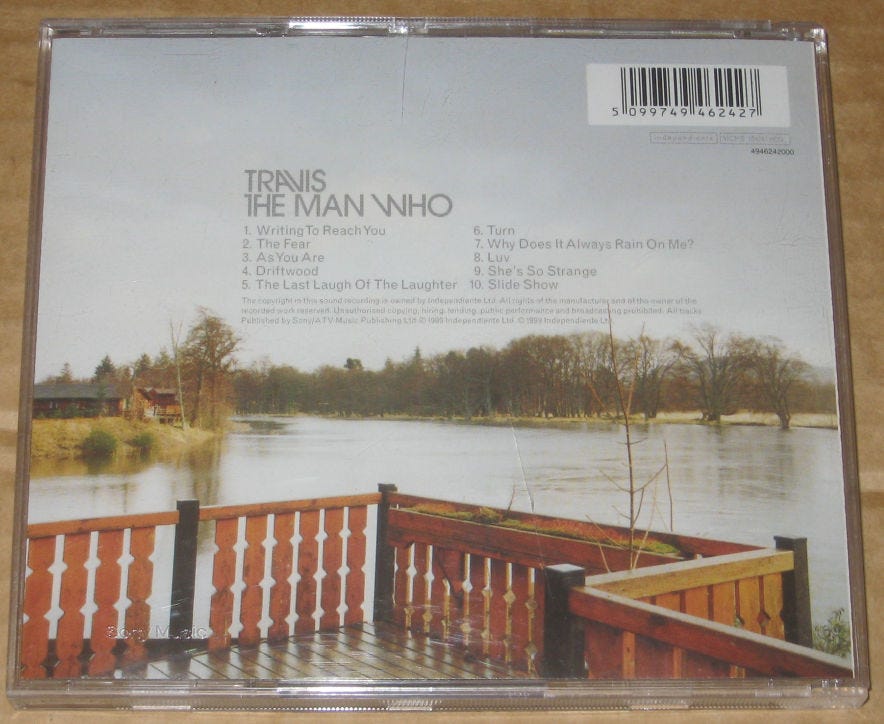 5 099749 462427
independiente
4946242000
TRAVIS
THE MAN WHO
1. Writing To Reach You
2. The Fear
3. As You Are
4. Driftwood
5. The Last Laugh Of The Laughter
6. Turn
7. Why Does It Always Rain On Me?
8. Luv
9. She's So Strange
10. Slide Show
The copyright in this sound recording is owned by Independiente Ltd. All rights of the manufacturer and of the owner of the
recorded work reserved. Unauthorised copying, hiring, lending, public performance and broadcasting prohibited. All tracks
Published by Sony/ATV Music Publishing Ltd ℗ 1999 Independiente Ltd. © 1999 Independiente Ltd.
Sony Music